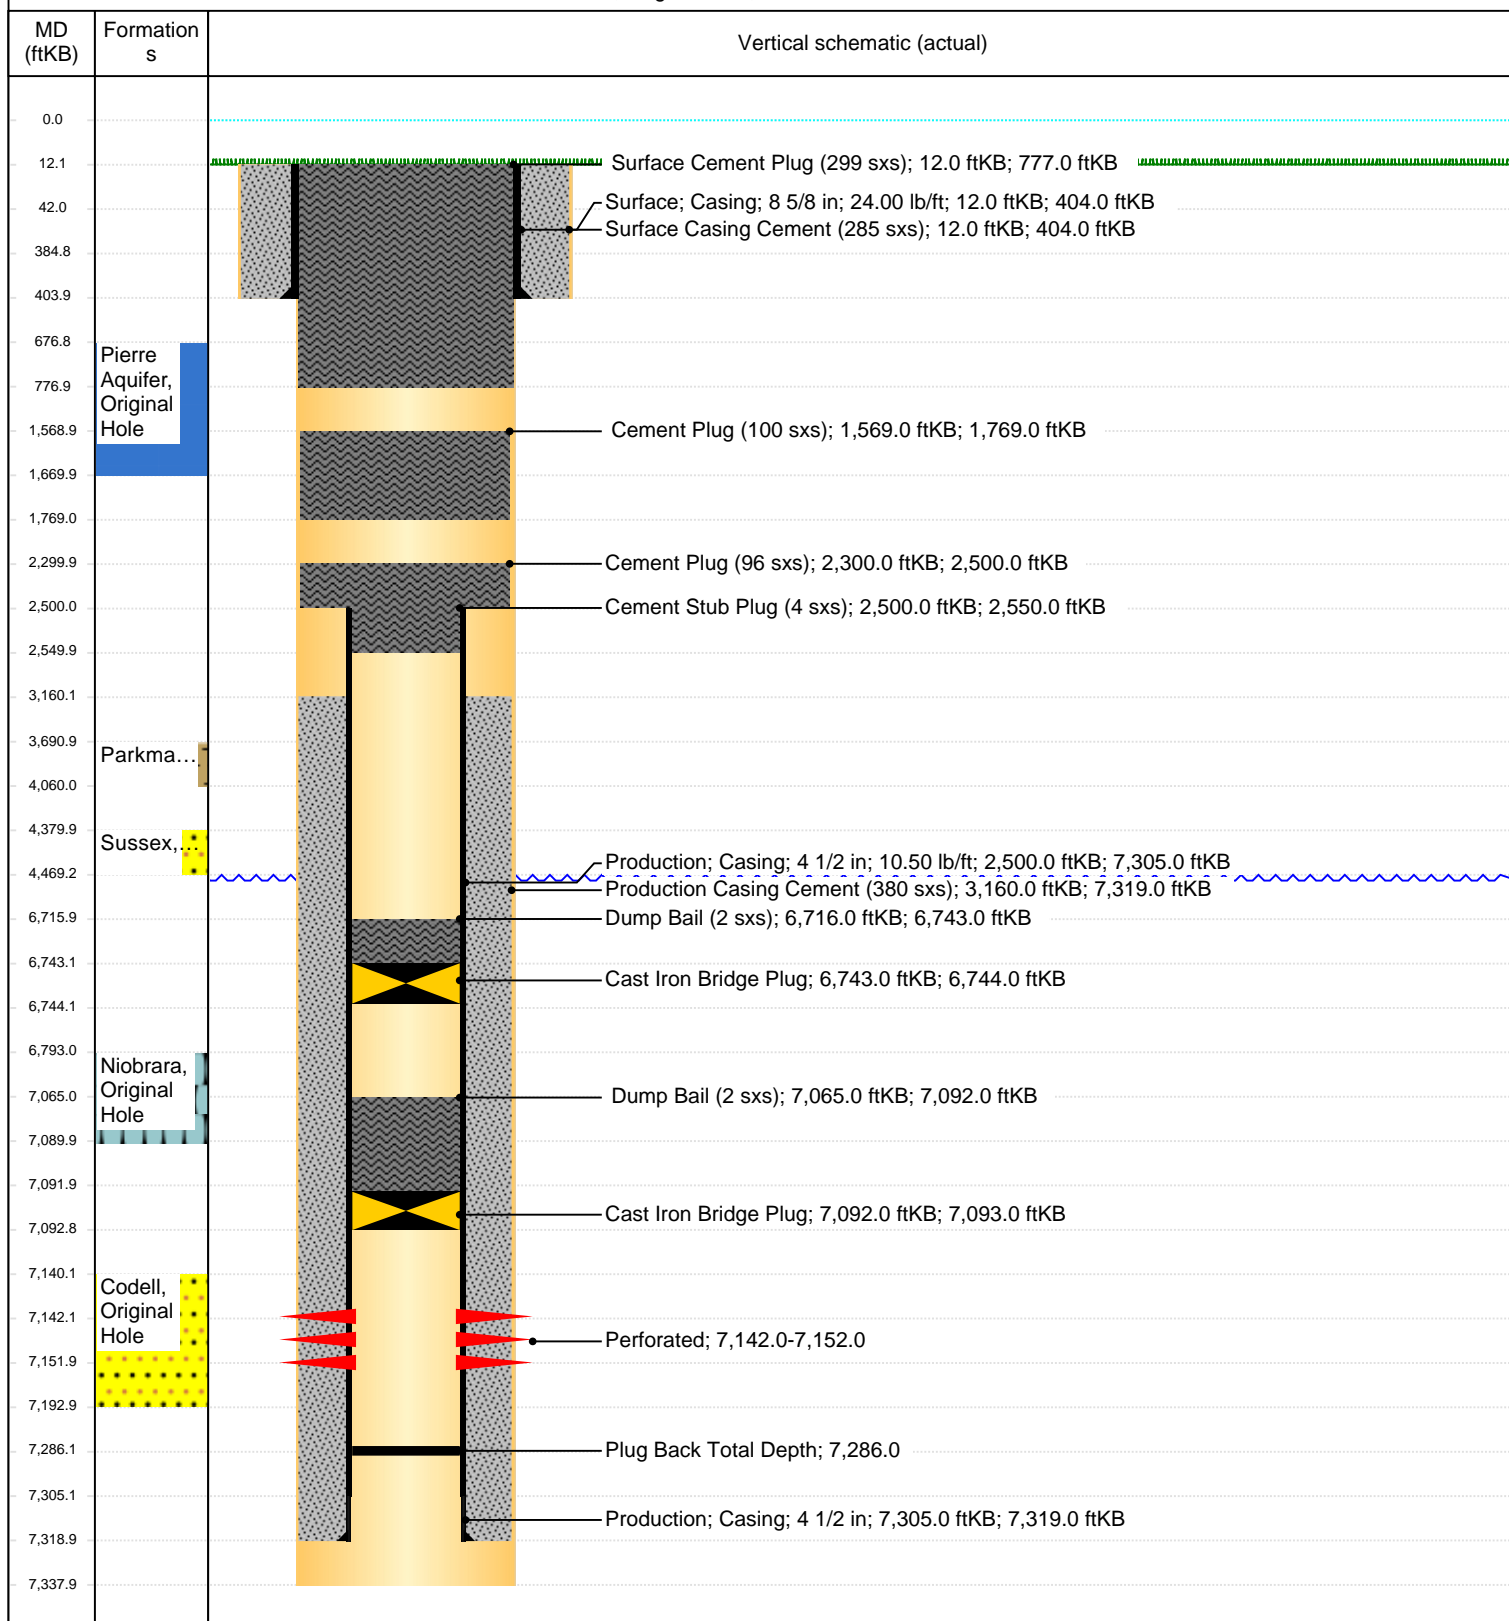 MD
(ftKB)
Formation
s
Vertical schematic (actual)
0.0
12.1
Surface Cement Plug (299 sxs); 12.0 ftKB; 777.0 ftKB
42.0
Surface; Casing; 8 5/8 in; 24.00 lb/ft; 12.0 ftKB; 404.0 ftKB
Surface Casing Cement (285 sxs); 12.0 ftKB; 404.0 ftKB
384.8
403.9
676.8
Pierre
Aquifer,
Original
Hole
776.9
1,568.9
Cement Plug (100 sxs); 1,569.0 ftKB; 1,769.0 ftKB
1,669.9
1,769.0
2,299.9
Cement Plug (96 sxs); 2,300.0 ftKB; 2,500.0 ftKB
2,500.0
Cement Stub Plug (4 sxs); 2,500.0 ftKB; 2,550.0 ftKB
2,549.9
3,160.1
3,690.9
Parkma…
4,060.0
4,379.9
Sussex,…
4,469.2
Production; Casing; 4 1/2 in; 10.50 lb/ft; 2,500.0 ftKB; 7,305.0 ftKB
Production Casing Cement (380 sxs); 3,160.0 ftKB; 7,319.0 ftKB
6,715.9
Dump Bail (2 sxs); 6,716.0 ftKB; 6,743.0 ftKB
6,743.1
Cast Iron Bridge Plug; 6,743.0 ftKB; 6,744.0 ftKB
6,744.1
6,793.0
Niobrara,
Original
Hole
7,065.0
Dump Bail (2 sxs); 7,065.0 ftKB; 7,092.0 ftKB
7,089.9
7,091.9
Cast Iron Bridge Plug; 7,092.0 ftKB; 7,093.0 ftKB
7,092.8
7,140.1
Codell,
Original
Hole
7,142.1
Perforated; 7,142.0-7,152.0
7,151.9
7,192.9
7,286.1
Plug Back Total Depth; 7,286.0
7,305.1
Production; Casing; 4 1/2 in; 7,305.0 ftKB; 7,319.0 ftKB
7,318.9
7,337.9